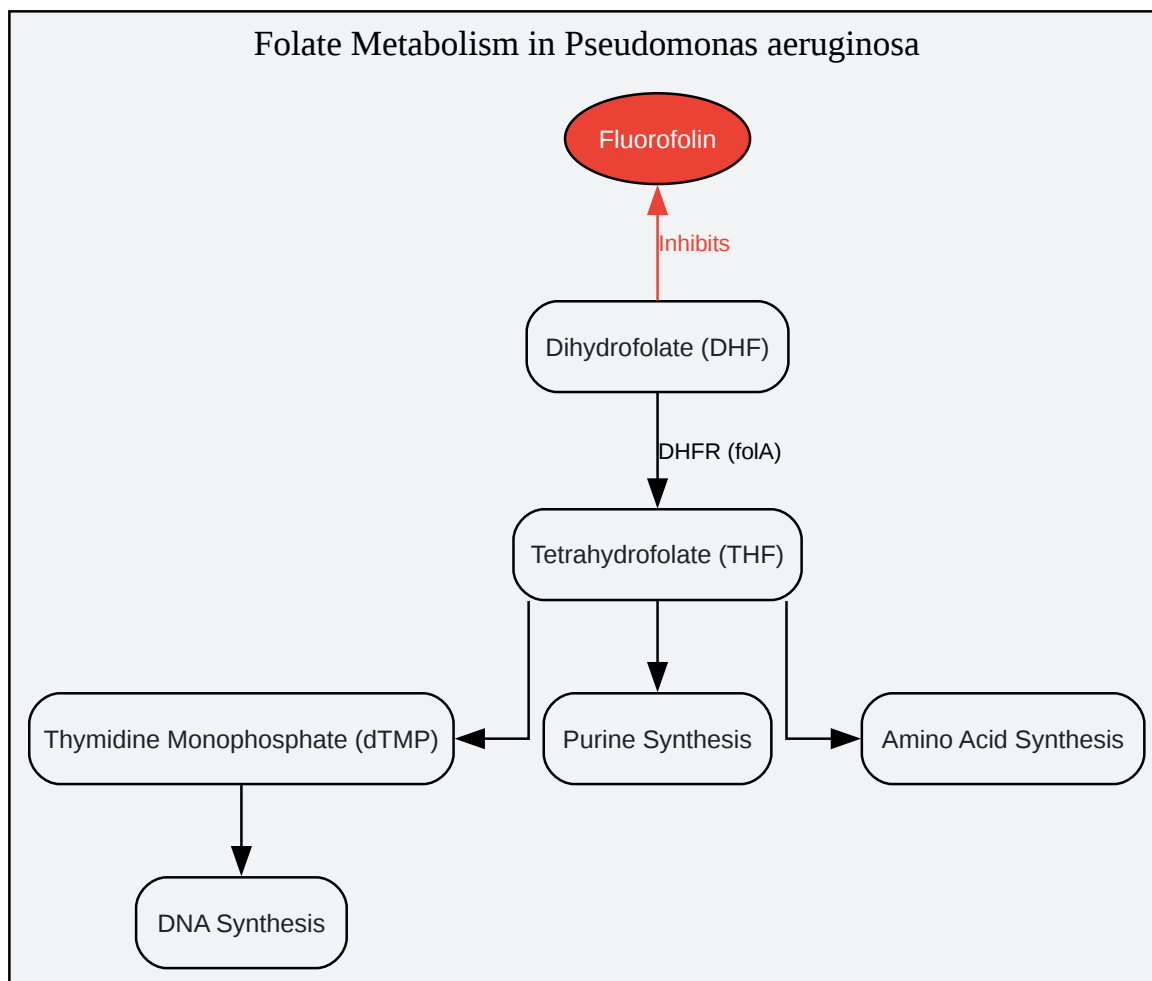 Folate Metabolism in Pseudomonas aeruginosa
Fluorofolin
Inhibits
Dihydrofolate (DHF)
DHFR (folA)
Tetrahydrofolate (THF)
Thymidine Monophosphate (dTMP)
Purine Synthesis
Amino Acid Synthesis
DNA Synthesis